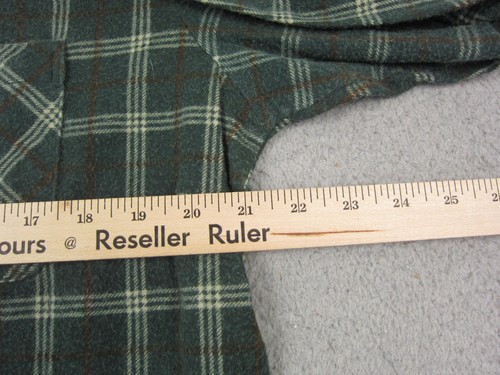 17 18 19 20 21 22 23 24 25
ours @ Reseller Ruler